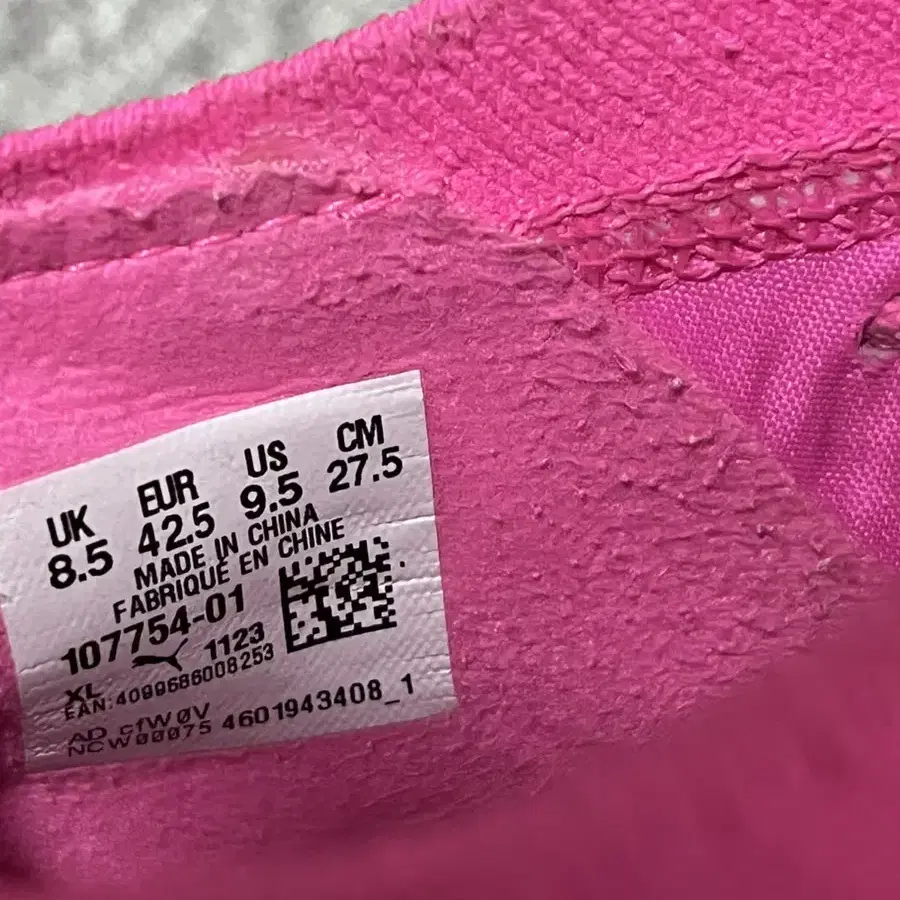 UK EUR US CM
8.5 42.5 9.5 27.5
MADE IN CHINA
FABRIQUÉ EN CHINE
107754-01
XL 1123
EAN:4099686008253
AD cfWØV
NCW00075 4601943408_1